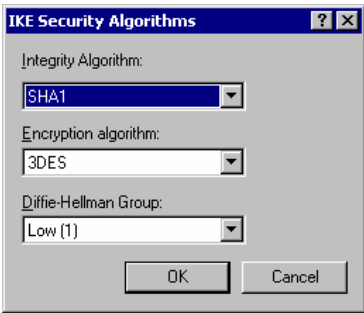 IKE Security Algorithms
Integrity Algorithm:
SHA1
Encryption algorithm:
3DES
Diffie-Hellman Group:
Low (1)
OK Cancel